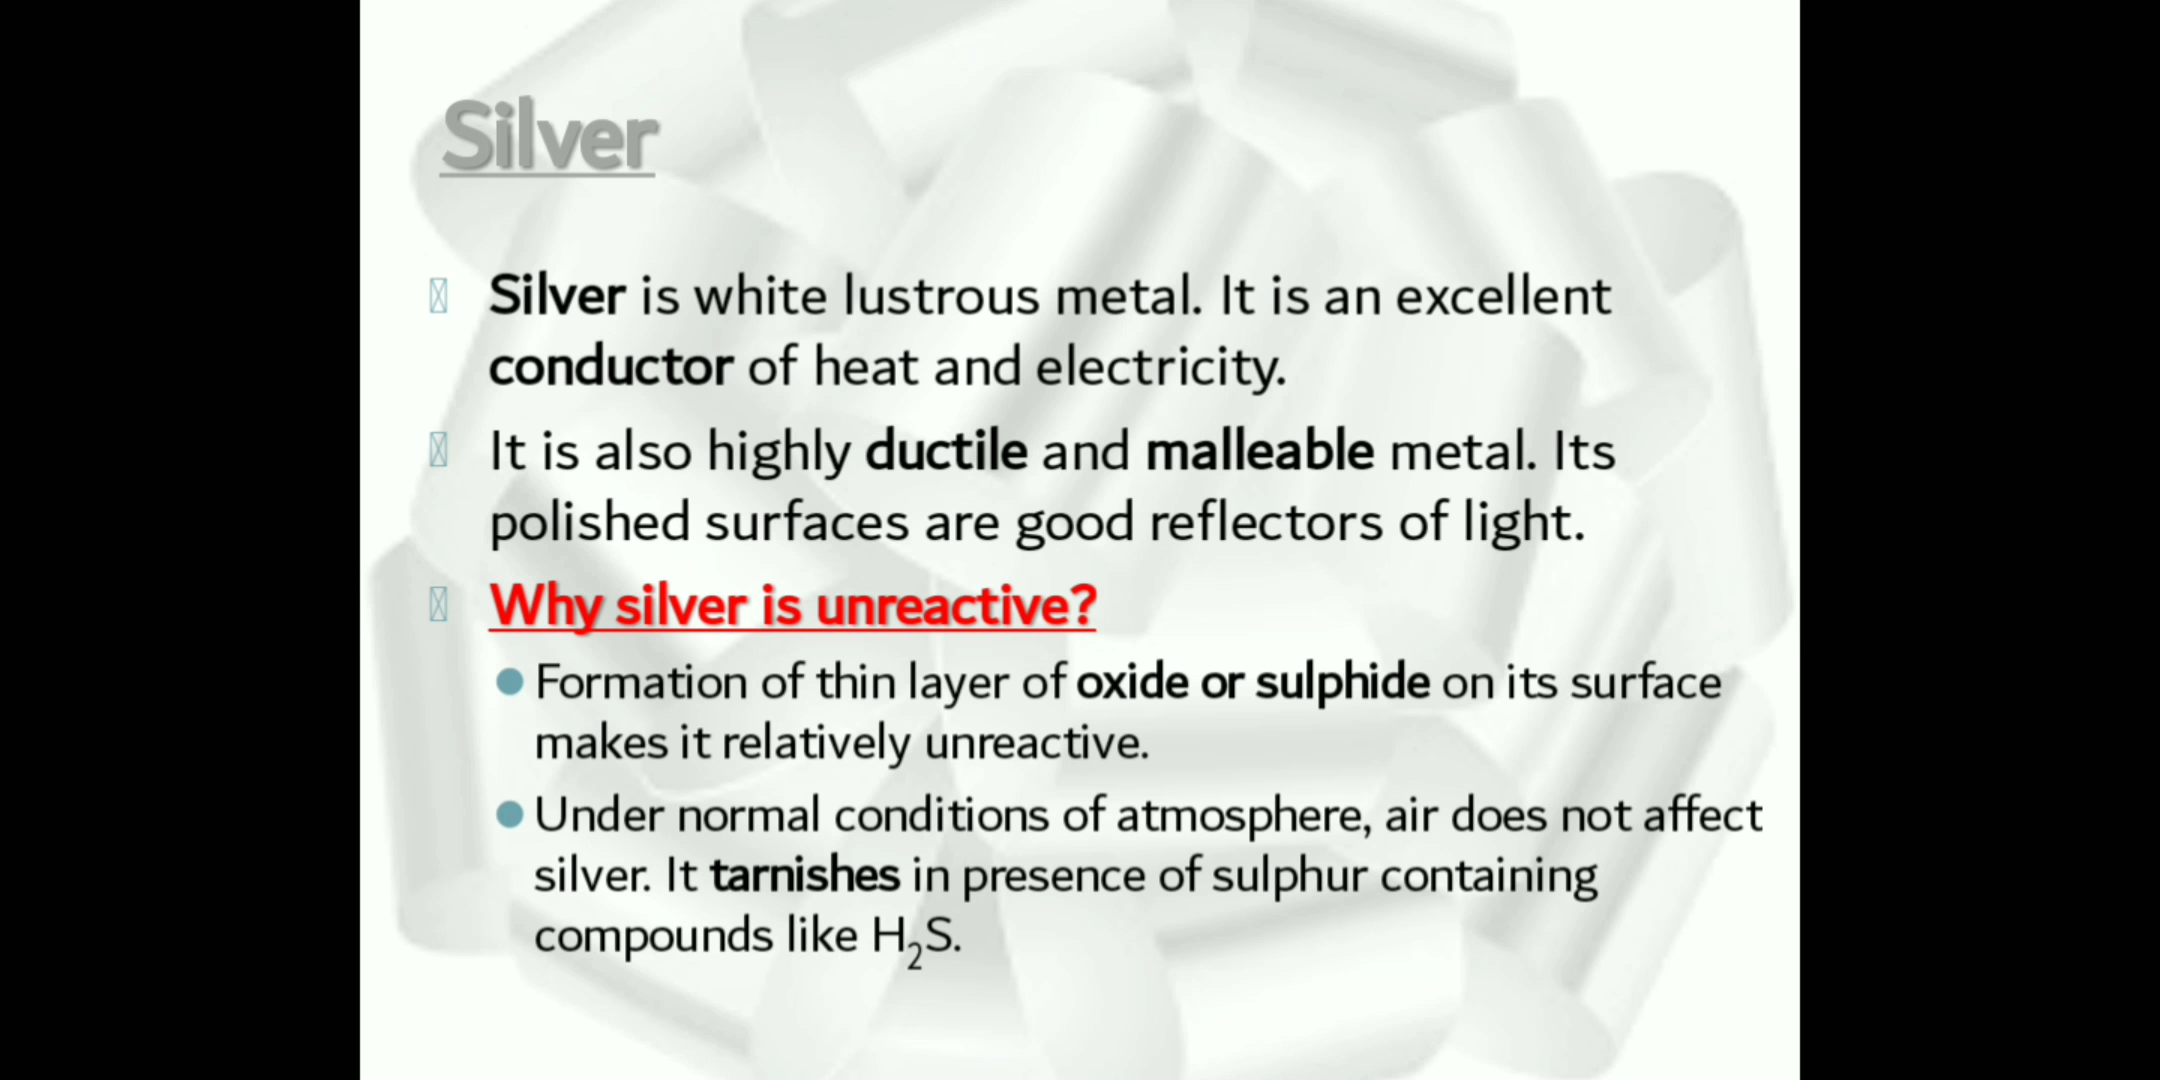 Silver
Silver is white lustrous metal. It is an excellent
conductor of heat and electricity.
It is also highly ductile and malleable metal. Its
polished surfaces are good reflectors of light.
Why silver is unreactive?
Formation of thin layer of oxide or sulphide on its surface
makes it relatively unreactive.
Under normal conditions of atmosphere, air does not affect
silver. It tarnishes in presence of sulphur containing
compounds like H₂S.